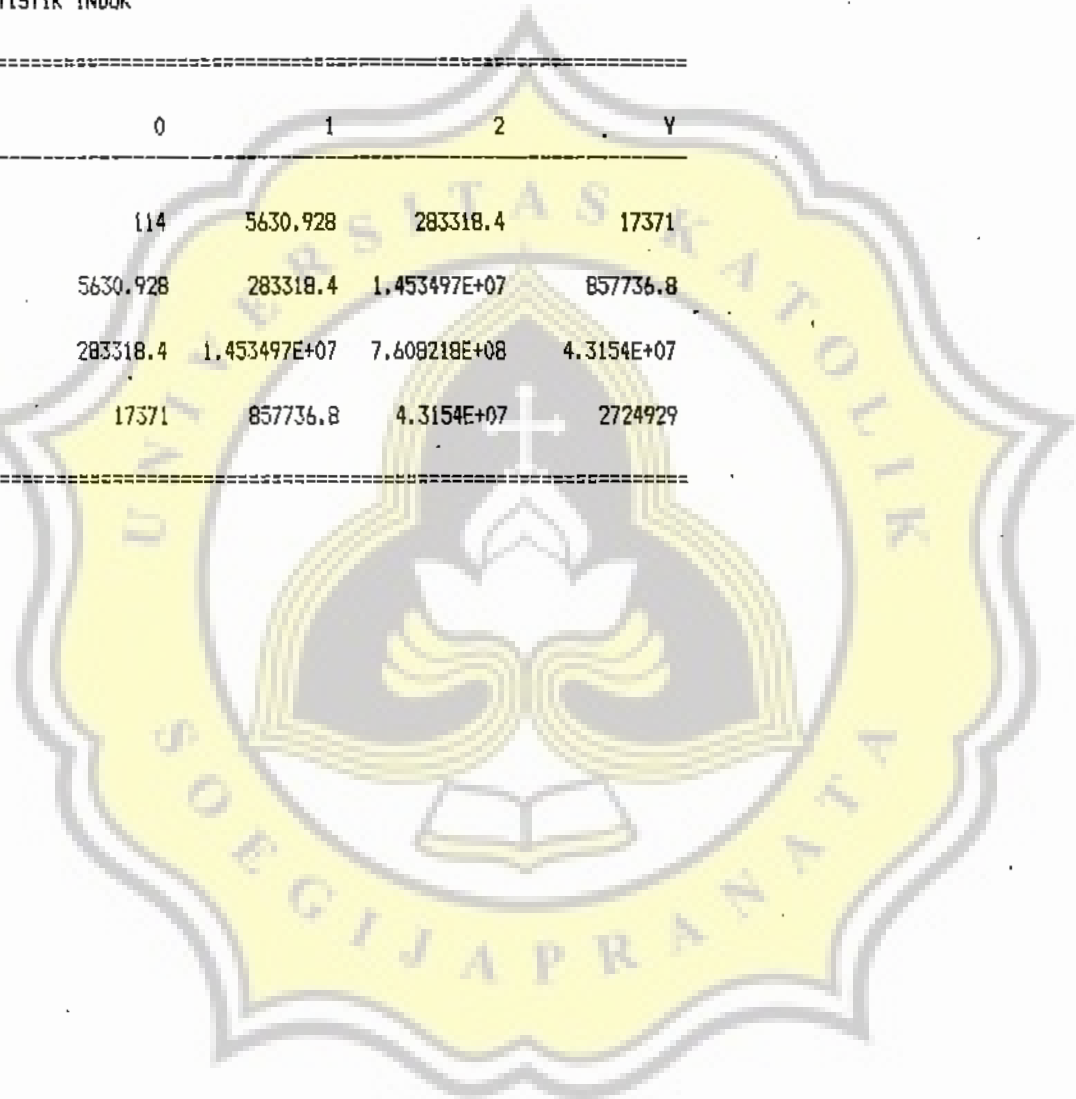 INDUK
0 1 2 Y
114 5630.928 283318.4 17371
5630.928 283318.4 1.453497E+07 857736.8
283318.4 1.453497E+07 7.608218E+08 4.3154E+07
17371 857736.8 4.3154E+07 2724929
UNIVERSITAS KATOLIK
SOEGIJAPRANATA